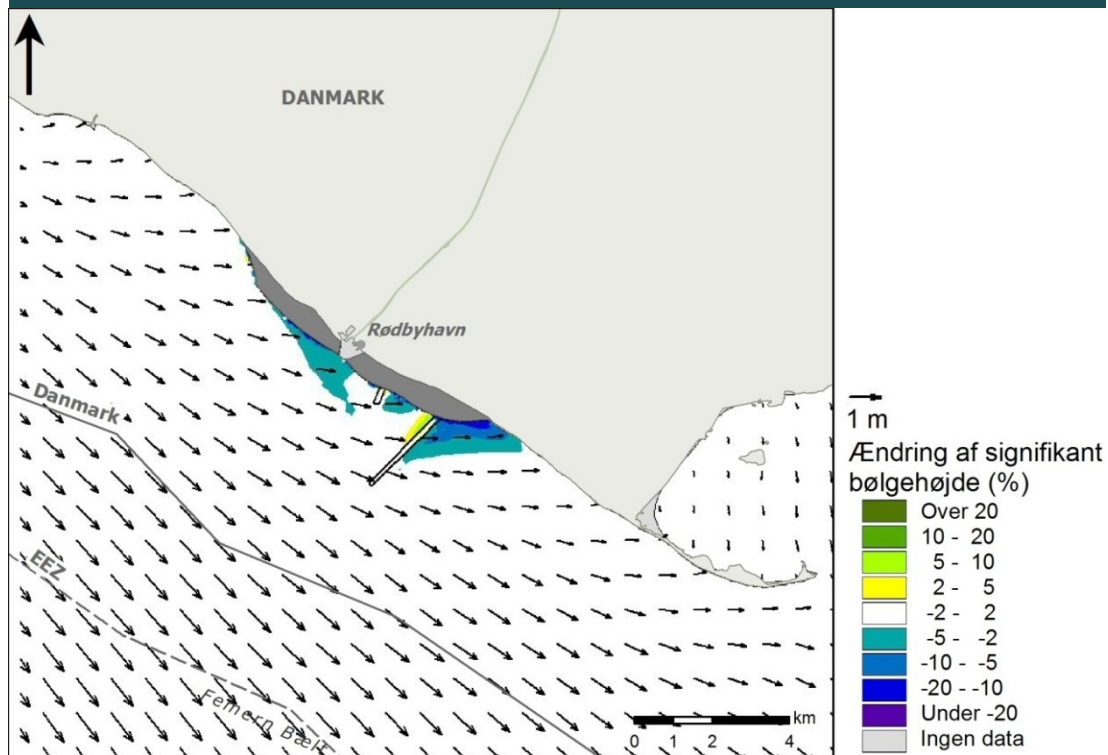 DANMARK
Rødbyhavn
Danmark
EEZ
Femern Bælt
km
0 1 2 4
1 m
Ændring af signifikant
bølgehøjde (%)
Over 20
10 - 20
5 - 10
2 - 5
-2 - 2
-5 - -2
-10 - -5
-20 - -10
Under -20
Ingen data